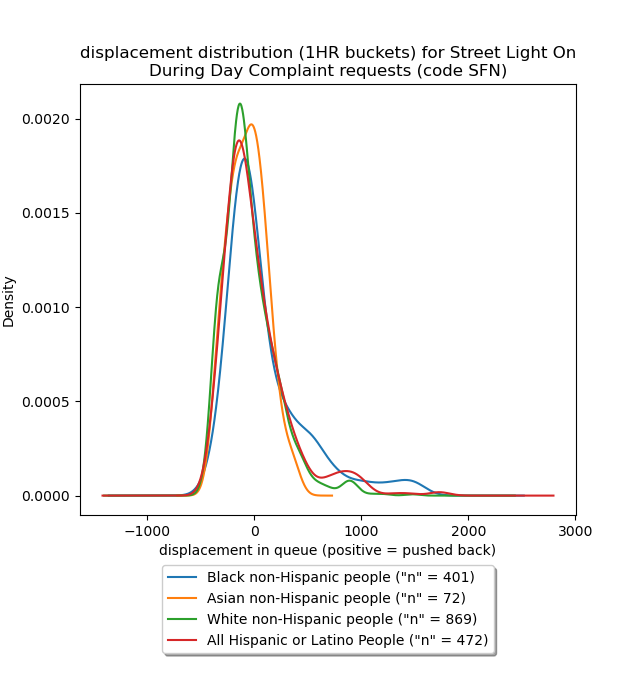 displacement distribution (1HR buckets) for Street Light On
During Day Complaint requests (code SFN)
0.0020
0.0015
0.0010
0.0005
0.0000
Density
−1000
0
1000
2000
3000
displacement in queue (positive = pushed back)
Black non-Hispanic people ("n" = 401)
Asian non-Hispanic people ("n" = 72)
White non-Hispanic people ("n" = 869)
All Hispanic or Latino People ("n" = 472)